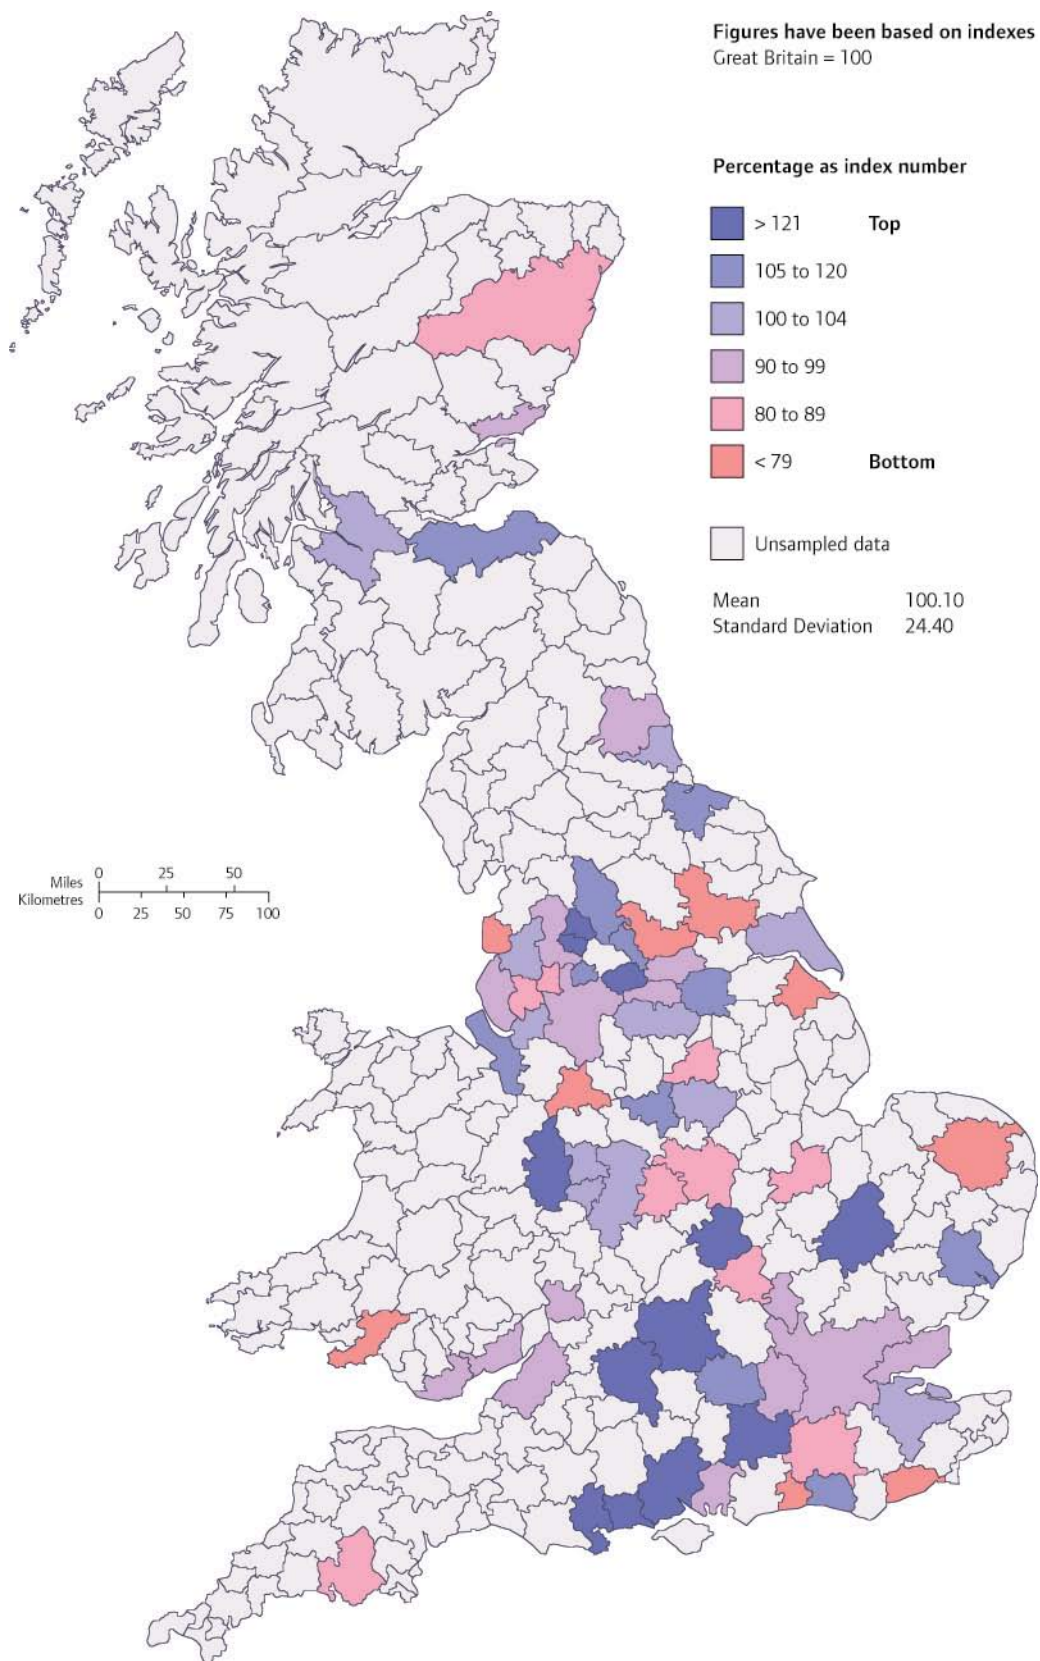 Figures have been based on indexes
Great Britain = 100
Percentage as index number
> 121 Top
105 to 120
100 to 104
90 to 99
80 to 89
< 79 Bottom
Unsampled data
Mean 100.10
Standard Deviation 24.40
Miles 0 25 50
Kilometres 0 25 50 75 100